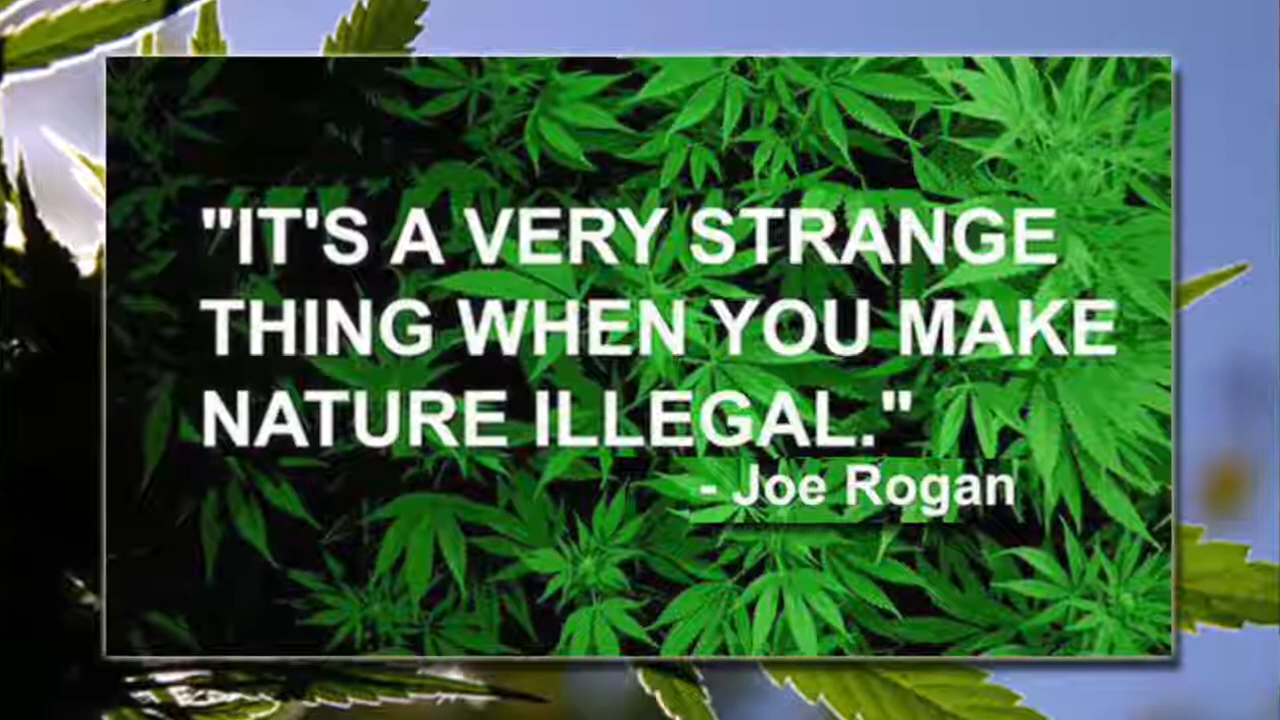 "IT'S A VERY STRANGE
THING WHEN YOU MAKE
NATURE ILLEGAL."
- Joe Rogan